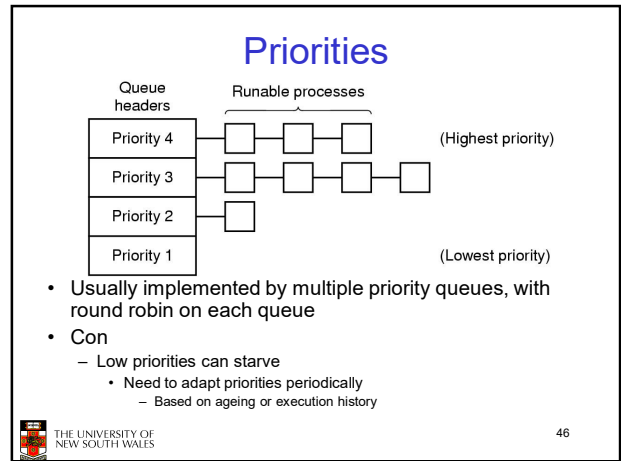 Priorities
Queue
headers
Runable processes
Priority 4
(Highest priority)
Priority 3
Priority 2
Priority 1
(Lowest priority)
• Usually implemented by multiple priority queues, with
round robin on each queue
• Con
– Low priorities can starve
• Need to adapt priorities periodically
– Based on ageing or execution history
THE UNIVERSITY OF
NEW SOUTH WALES
46